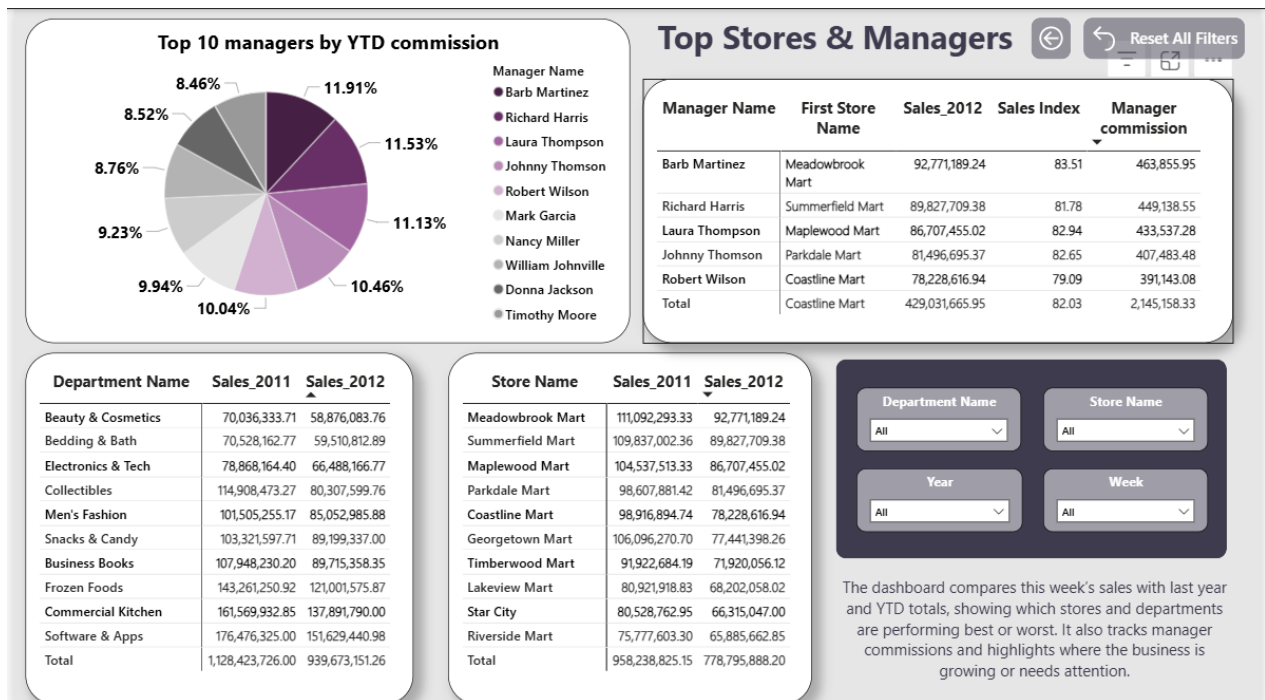 Top 10 managers by YTD commission
11.91%
11.53%
11.13%
10.46%
10.04%
9.94%
9.23%
8.76%
8.52%
8.46%
Manager Name
Barb Martinez
Richard Harris
Laura Thompson
Johnny Thomson
Robert Wilson
Mark Garcia
Nancy Miller
William Johnville
Donna Jackson
Timothy Moore
Top Stores & Managers
Reset All Filters
Manager Name First Store Name Sales_2012 Sales Index Manager commission
Barb Martinez Meadowbrook Mart 92,771,189.24 83.51 463,855.95
Richard Harris Summerfield Mart 89,827,709.38 81.78 449,138.55
Laura Thompson Maplewood Mart 86,707,455.02 82.94 433,537.28
Johnny Thomson Parkdale Mart 81,496,695.37 82.65 407,483.48
Robert Wilson Coastline Mart 78,228,616.94 79.09 391,143.08
Total Coastline Mart 429,031,665.95 82.03 2,145,158.33
Department Name Sales_2011 Sales_2012
Beauty & Cosmetics 70,036,333.71 58,876,083.76
Bedding & Bath 70,528,162.77 59,510,812.89
Electronics & Tech 78,868,164.40 66,488,166.77
Collectibles 114,908,473.27 80,307,599.76
Men's Fashion 101,505,255.17 85,052,985.88
Snacks & Candy 103,321,597.71 89,199,337.00
Business Books 107,948,230.20 89,715,358.35
Frozen Foods 143,261,250.92 121,001,575.87
Commercial Kitchen 161,569,932.85 137,891,790.00
Software & Apps 176,476,325.00 151,629,440.98
Total 1,128,423,726.00 939,673,151.26
Store Name Sales_2011 Sales_2012
Meadowbrook Mart 111,092,293.33 92,771,189.24
Summerfield Mart 109,837,002.36 89,827,709.38
Maplewood Mart 104,537,513.33 86,707,455.02
Parkdale Mart 98,607,881.42 81,496,695.37
Coastline Mart 98,916,894.74 78,228,616.94
Georgetown Mart 106,096,270.70 77,441,398.26
Timberwood Mart 91,922,684.19 71,920,056.12
Lakeview Mart 80,921,918.83 68,202,058.02
Star City 80,528,762.95 66,315,047.00
Riverside Mart 75,777,603.30 65,885,662.85
Total 958,238,825.15 778,795,888.20
Department Name
All
Store Name
All
Year
All
Week
All
The dashboard compares this week's sales with last year
and YTD totals, showing which stores and departments
are performing best or worst. It also tracks manager
commissions and highlights where the business is
growing or needs attention.